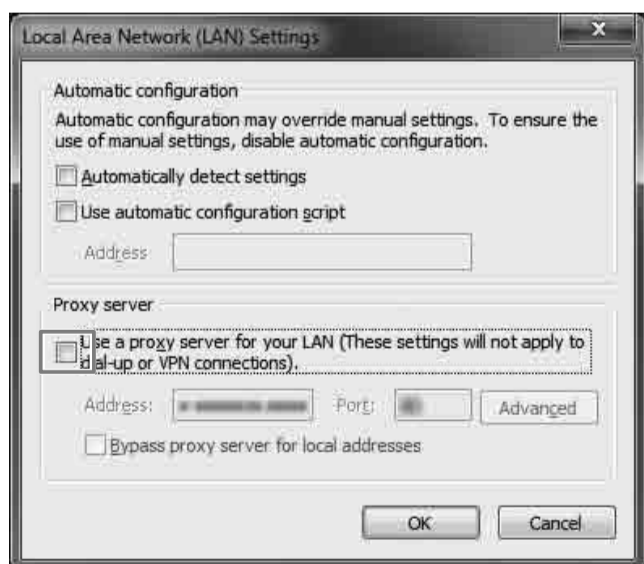 Local Area Network (LAN) Settings
x
Automatic configuration
Automatic configuration may override manual settings. To ensure the
use of manual settings, disable automatic configuration.
Automatically detect settings
Use automatic configuration script
Address
Proxy server
Use a proxy server for your LAN (These settings will not apply to
dial-up or VPN connections).
Address: Port: Advanced
Bypass proxy server for local addresses
OK Cancel